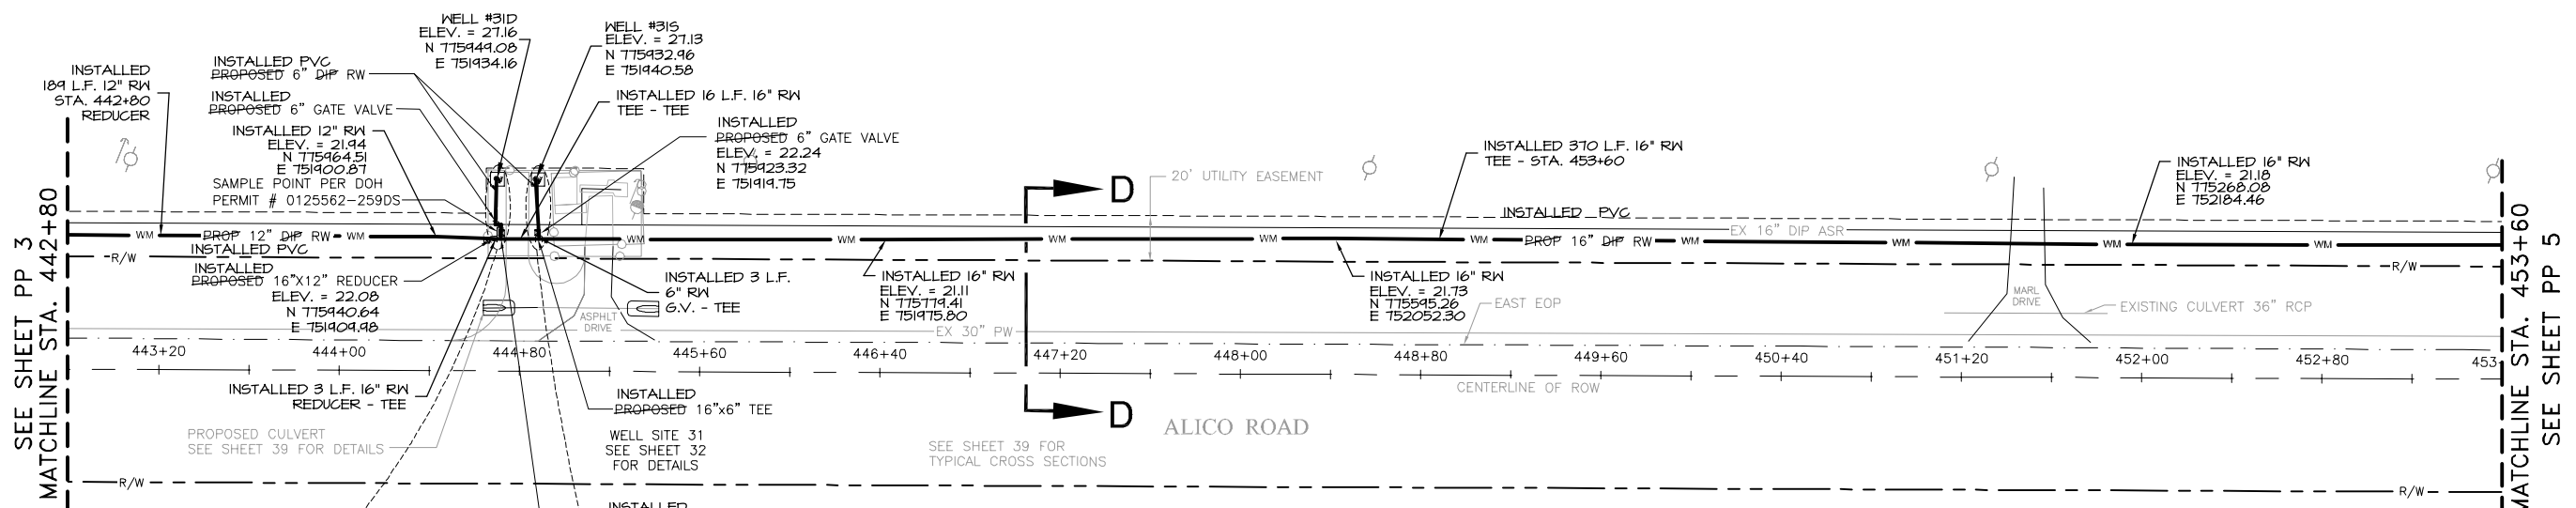 WELL #31D
ELEV. = 27.16
N 775949.08
E 751934.16
WELL #31S
ELEV. = 27.13
N 775932.96
E 751940.58
INSTALLED
189 L.F. 12" RW
STA. 442+80
REDUCER
INSTALLED PVC
PROPOSED 6" DIP RW
INSTALLED
PROPOSED 6" GATE VALVE
INSTALLED 12" RW
ELEV. = 21.94
N 775964.51
E 751900.87
SAMPLE POINT PER DOH
PERMIT # 0125562-259DS
INSTALLED 16 L.F. 16" RW
TEE - TEE
INSTALLED
PROPOSED 6" GATE VALVE
ELEV. = 22.24
N 775923.32
E 751919.75
D
20' UTILITY EASEMENT
INSTALLED 370 L.F. 16" RW
TEE - STA. 453+60
INSTALLED 16" RW
ELEV. = 21.18
N 775268.08
E 752184.46
INSTALLED PVC
EX 16" DIP ASR
WM PROP 12" DIP RW WM WM WM WM WM WM PROP 16" DIP RW WM WM WM WM
INSTALLED PVC
R/W
R/W
INSTALLED
PROPOSED 16"X12" REDUCER
ELEV. = 22.08
N 775940.64
E 751909.98
INSTALLED 3 L.F.
6" RW
G.V. - TEE
INSTALLED 16" RW
ELEV. = 21.11
N 775779.41
E 751975.80
INSTALLED 16" RW
ELEV. = 21.73
N 775595.26
E 752052.30
EAST EOP
MARL
DRIVE
EXISTING CULVERT 36" RCP
ASPHLT
DRIVE
EX 30" PW
443+20 444+00 444+80 445+60 446+40 447+20 448+00 448+80 449+60 450+40 451+20 452+00 452+80 453
CENTERLINE OF ROW
INSTALLED 3 L.F. 16" RW
REDUCER - TEE
INSTALLED
PROPOSED 16"x6" TEE
D
ALICO ROAD
PROPOSED CULVERT
SEE SHEET 39 FOR DETAILS
WELL SITE 31
SEE SHEET 32
FOR DETAILS
SEE SHEET 39 FOR
TYPICAL CROSS SECTIONS
R/W
R/W
INSTALLED
SEE SHEET PP 3
MATCHLINE STA. 442+80
MATCHLINE STA. 453+60
SEE SHEET PP 5